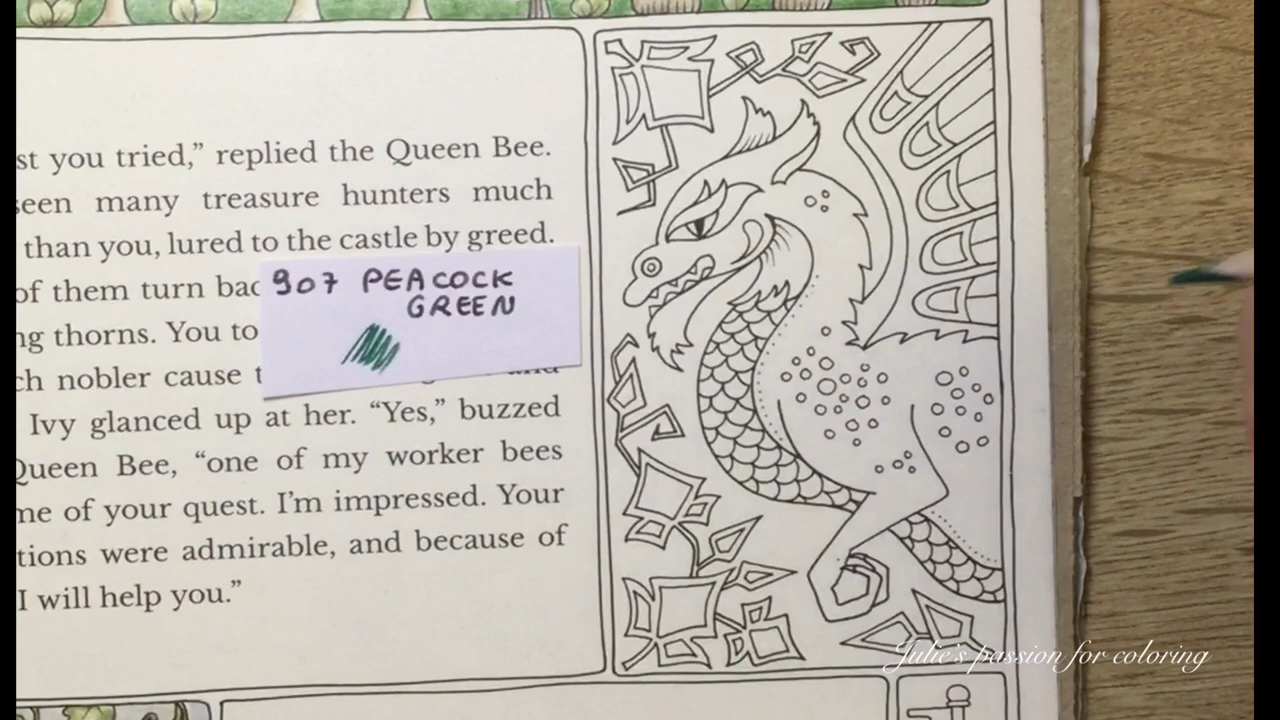 st you tried,” replied the Queen Bee.
seen many treasure hunters much
than you, lured to the castle by greed.
of them turn bac
ng thorns. You to
ch nobler cause t
907 PEACOCK
GREEN
Ivy glanced up at her. “Yes,” buzzed
Queen Bee, “one of my worker bees
me of your quest. I’m impressed. Your
tions were admirable, and because of
I will help you.”
Julie's passion for coloring